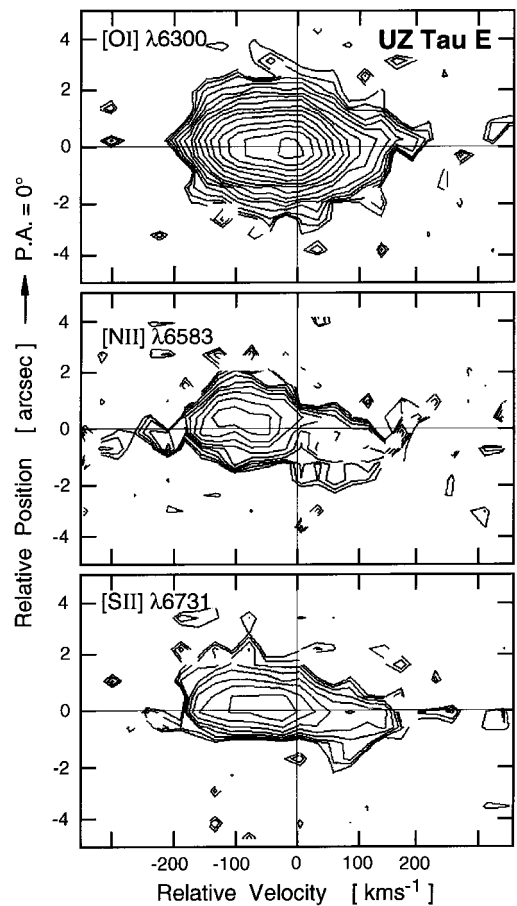 [OI] λ6300
UZ Tau E
4
2
0
-2
-4
[NII] λ6583
4
2
0
-2
-4
[SII] λ6731
4
2
0
-2
-4
-200 -100 0 100 200
Relative Velocity [ kms⁻¹ ]
Relative Position [ arcsec ] → P.A. = 0°